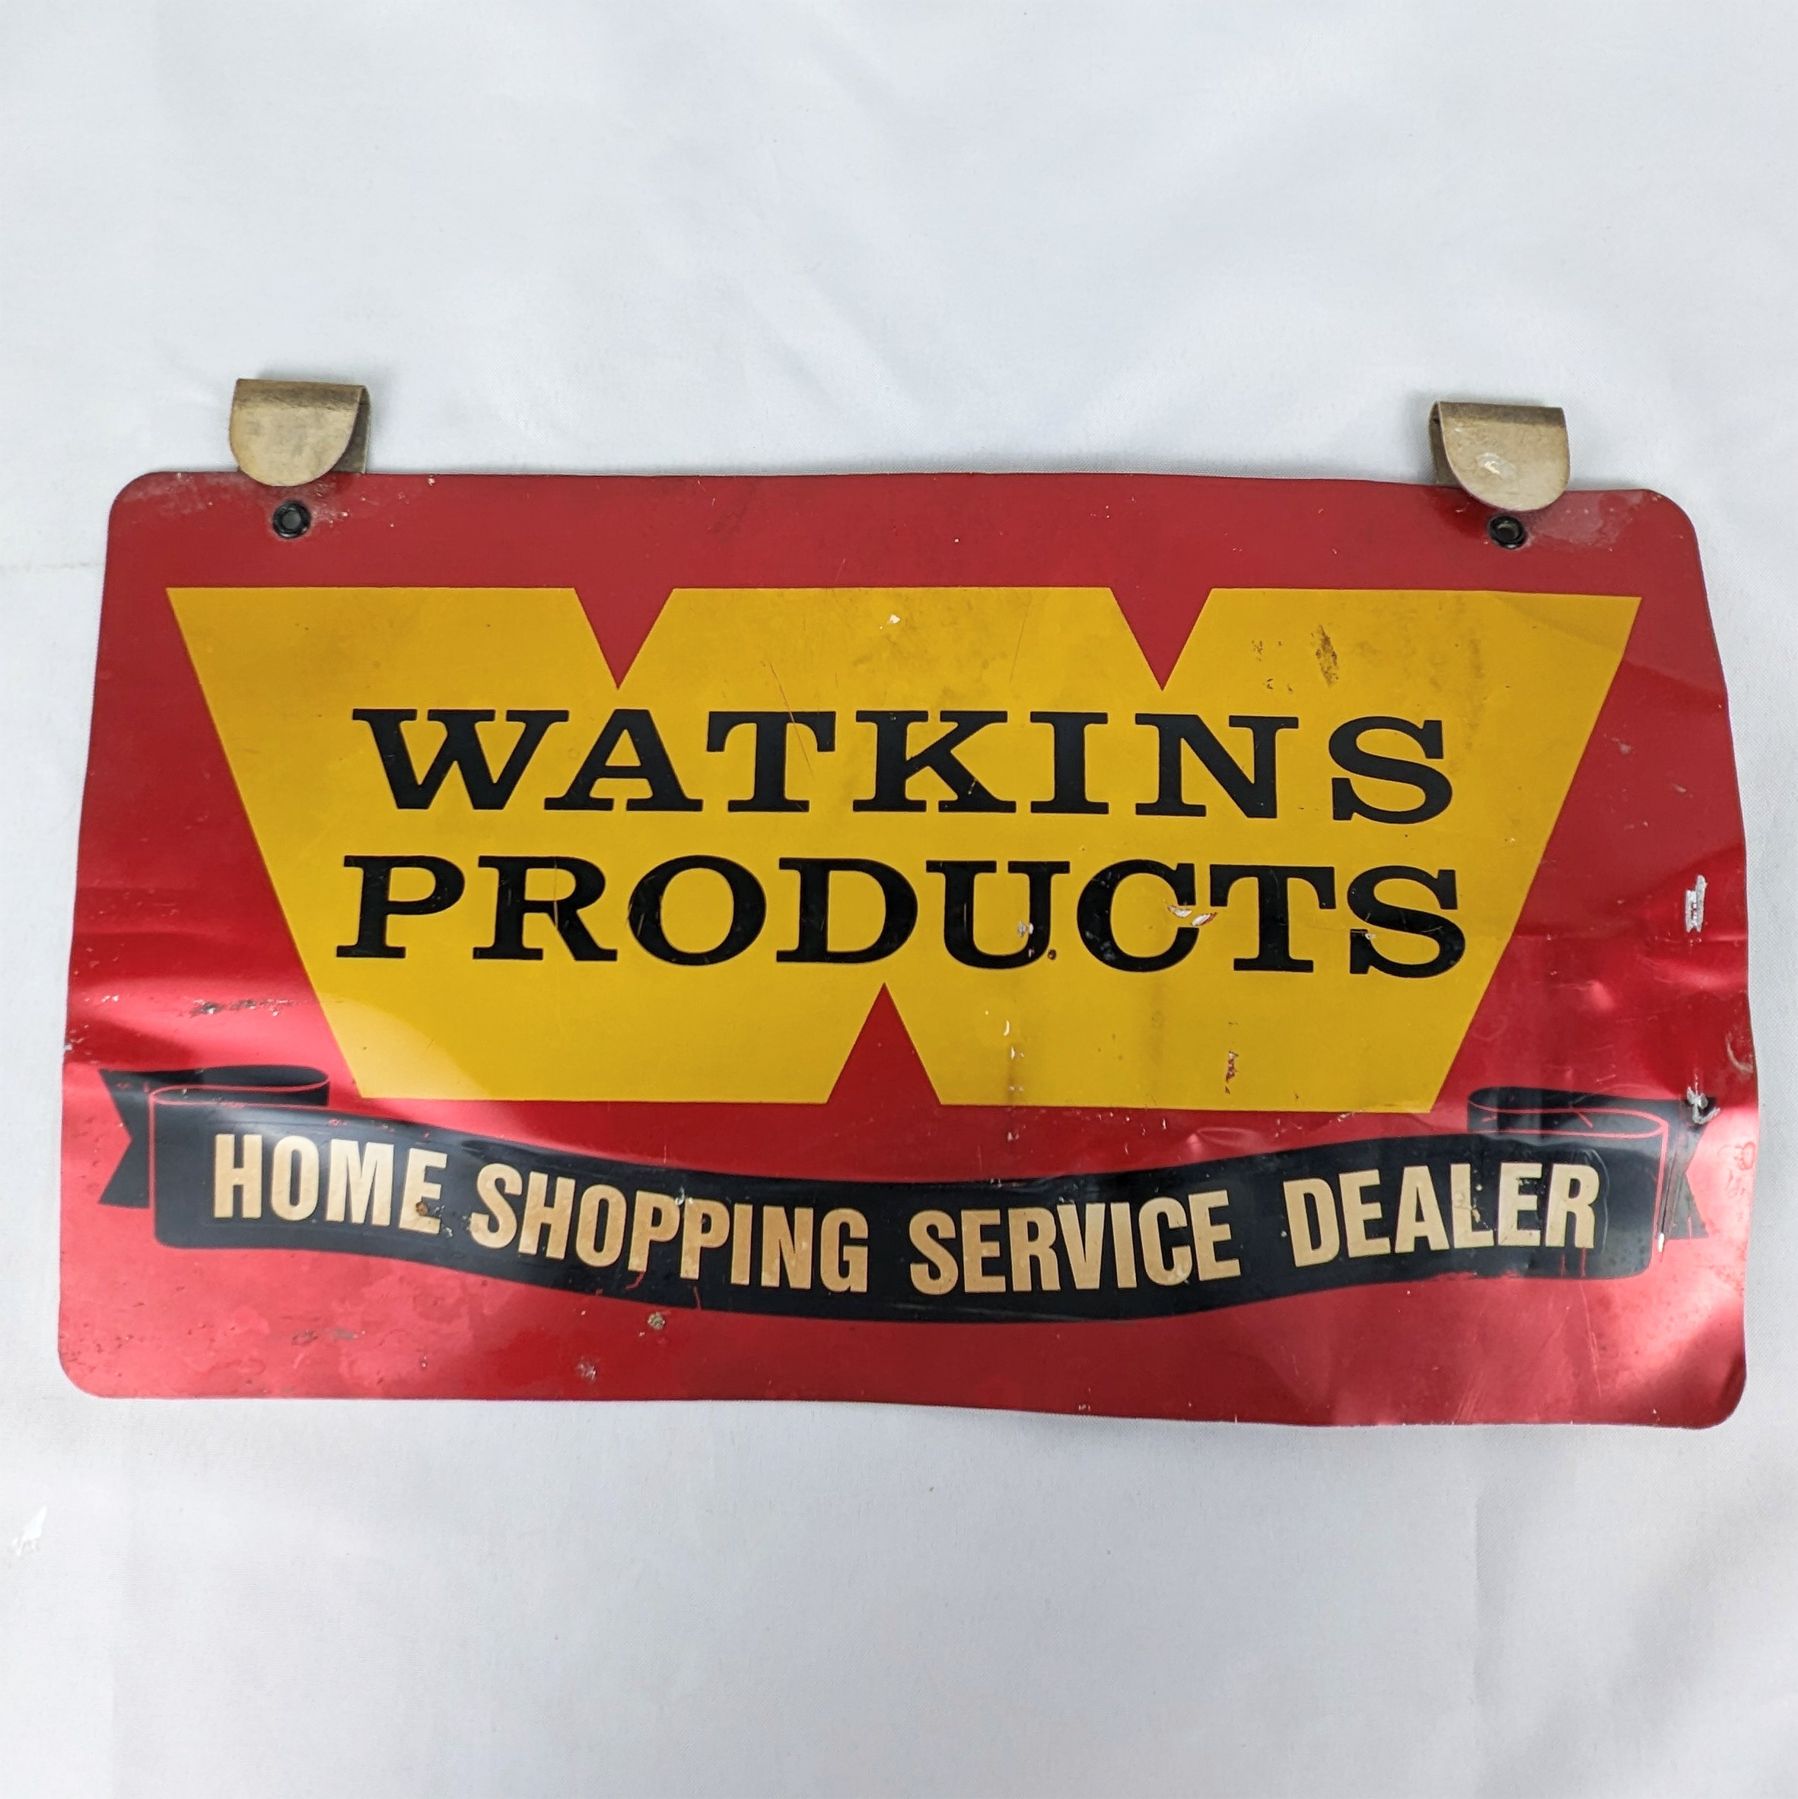 WATKINS
PRODUCTS
HOME SHOPPING SERVICE DEALER